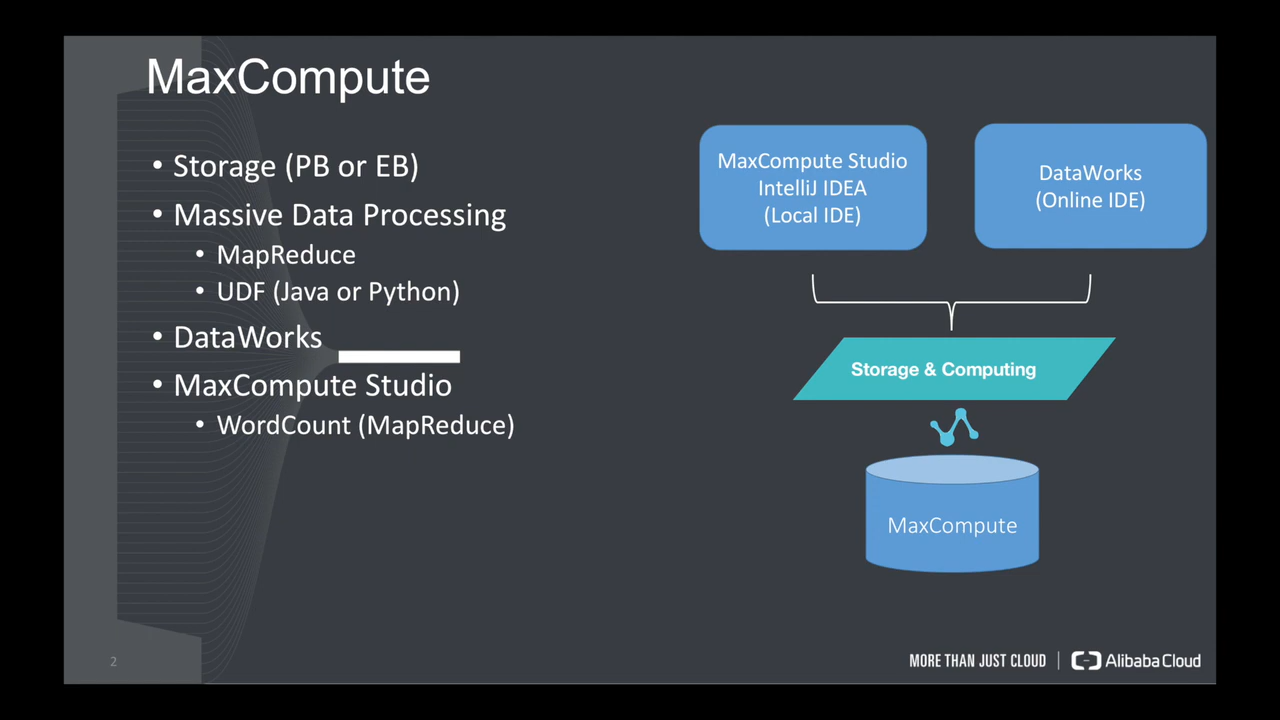 MaxCompute
• Storage (PB or EB)
• Massive Data Processing
• MapReduce
• UDF (Java or Python)
• DataWorks
• MaxCompute Studio
• WordCount (MapReduce)
MaxCompute Studio
IntelliJ IDEA
(Local IDE)
DataWorks
(Online IDE)
Storage & Computing
MaxCompute
2
MORE THAN JUST CLOUD | Alibaba Cloud